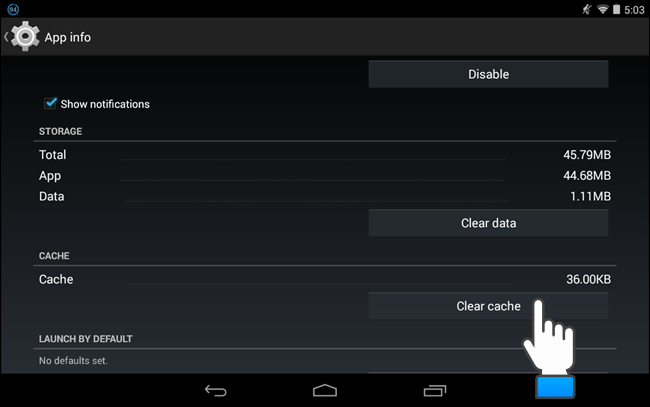 94
5:03
App info
Disable
Show notifications
STORAGE
Total 45.79MB
App 44.68MB
Data 1.11MB
Clear data
CACHE
Cache 36.00KB
Clear cache
LAUNCH BY DEFAULT
No defaults set.